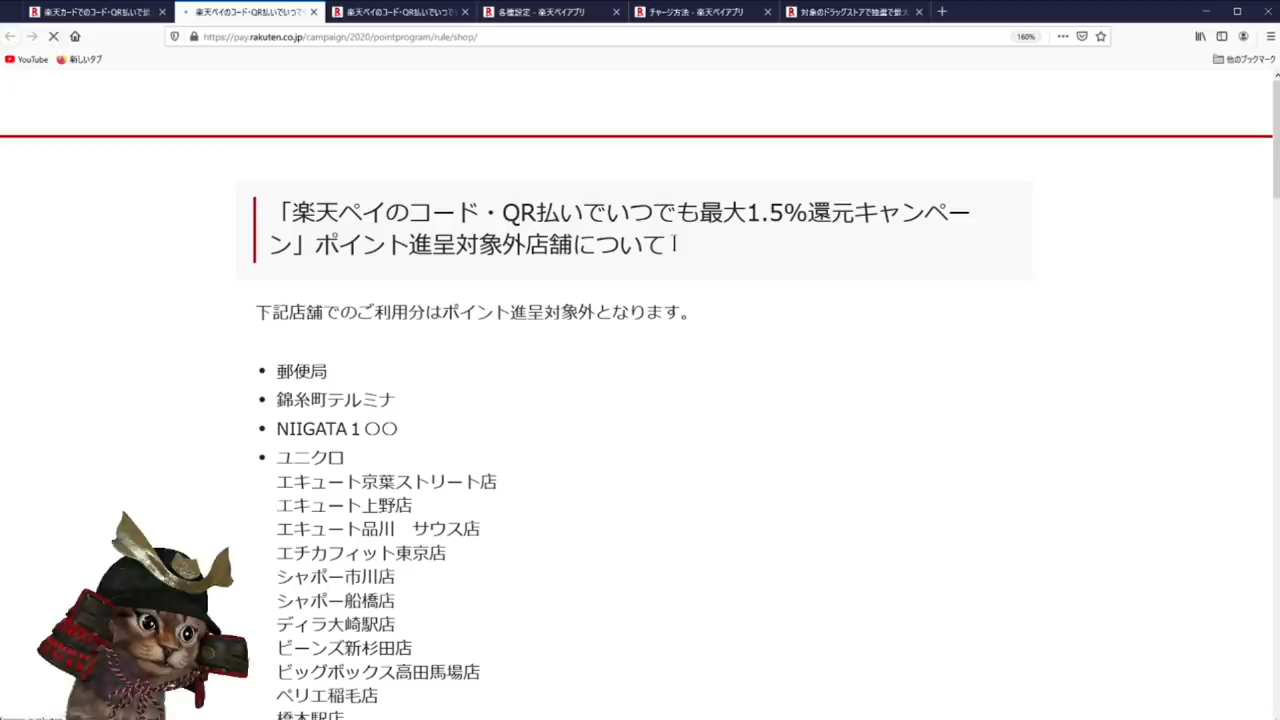 楽天カードでのコード・QR払いで最
楽天ペイのコード・QR払いでいつで
楽天ペイのコード・QR払いでいつで
各種設定 - 楽天ペイアプリ
チャージ方法 - 楽天ペイアプリ
対象のドラッグストアで抽選で最大
https://pay.rakuten.co.jp/campaign/2020/pointprogram/rule/shop/
160%
YouTube
新しいタブ
他のブックマーク
「楽天ペイのコード・QR払いでいつでも最大1.5%還元キャンペー
ン」ポイント進呈対象外店舗について
下記店舗でのご利用分はポイント進呈対象外となります。
• 郵便局
• 錦糸町テルミナ
• NIIGATA１〇〇
• ユニクロ
エキュート京葉ストリート店
エキュート上野店
エキュート品川　サウス店
エチカフィット東京店
シャポー市川店
シャポー船橋店
ディラ大崎駅店
ビーンズ新杉田店
ビッグボックス高田馬場店
ペリエ稲毛店
橋本駅店